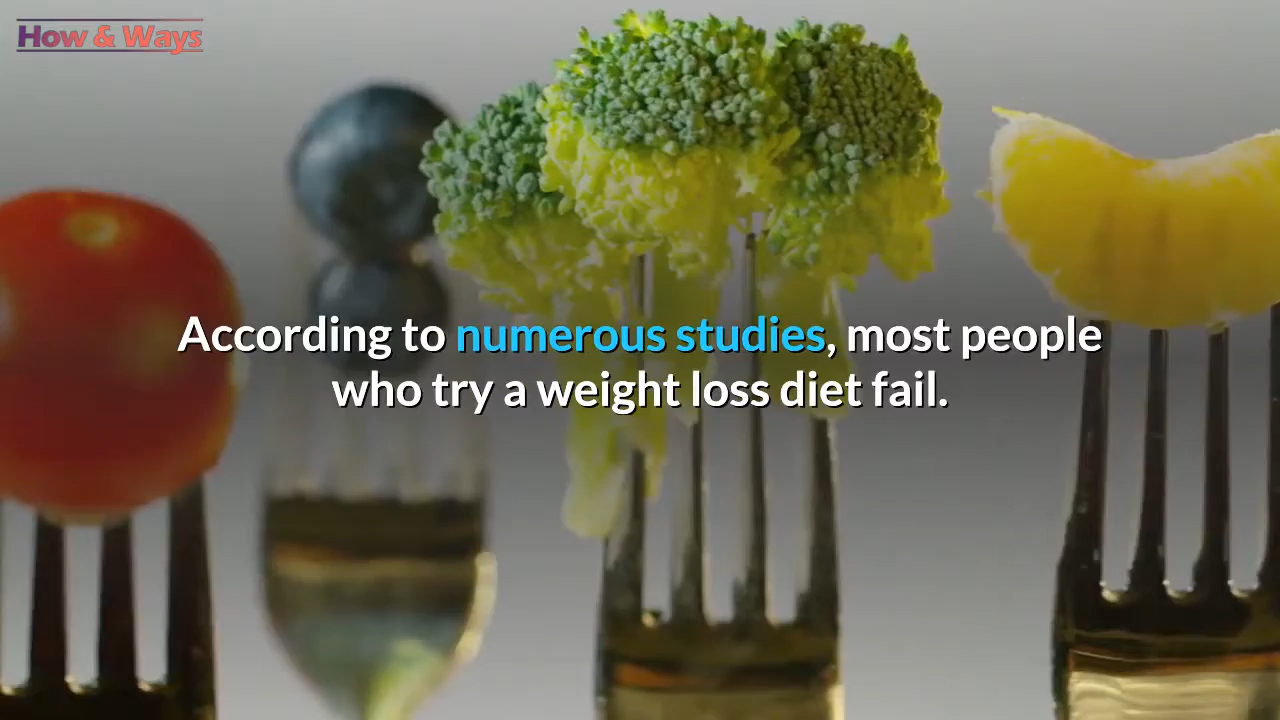 How & Ways
According to numerous studies, most people
who try a weight loss diet fail.